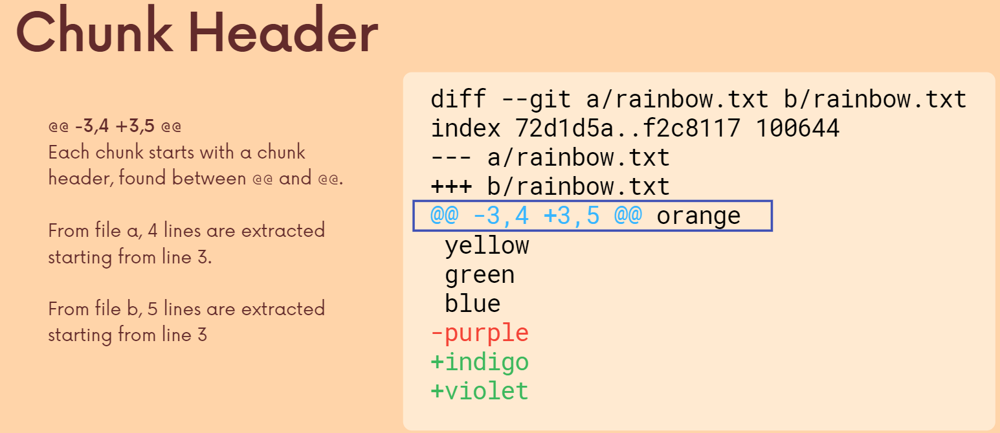 Chunk Header
@@ -3,4 +3,5 @@
Each chunk starts with a chunk
header, found between @@ and @@.
From file a, 4 lines are extracted
starting from line 3.
From file b, 5 lines are extracted
starting from line 3
diff --git a/rainbow.txt b/rainbow.txt
index 72d1d5a..f2c8117 100644
--- a/rainbow.txt
+++ b/rainbow.txt
@@ -3,4 +3,5 @@ orange
 yellow
 green
 blue
-purple
+indigo
+violet